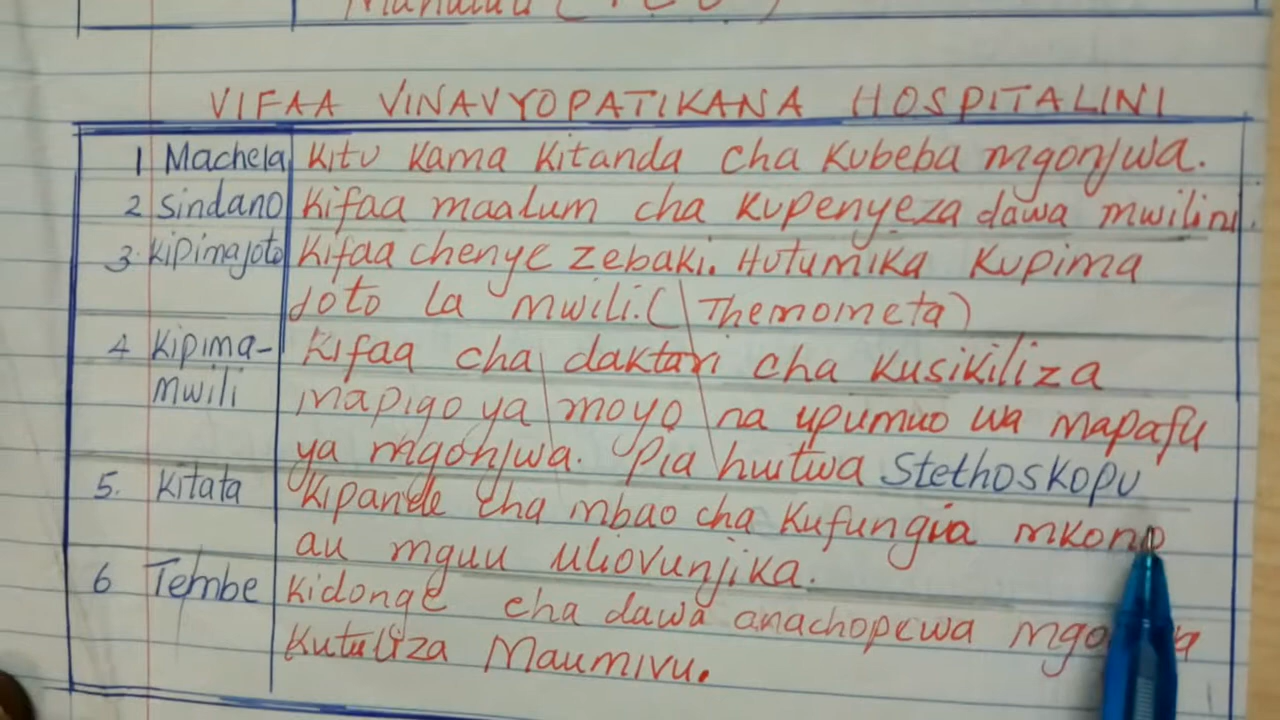 VIFAA VINAVYOPATIKANA HOSPITALINI
1 Machela Kitu Kama Kitanda cha Kubeba mgonjwa.
2 Sindano Kifaa maalum cha Kupenyeza dawa mwilini.
3. Kipimajoto Kifaa chenye zebaki. Hutumika Kupima
Joto la mwili. (Themometa)
4 Kipima- Kifaa cha daktari cha Kusikiliza
mwili mapigo ya moyo na upumuo wa mapafu
ya mgonjwa. Pia huitwa Stethoskopu
5. Kitata Kipande cha mbao cha Kufungia mkono
au mguu uliovunjika.
6 Tembe Kidonge cha dawa anachopewa
Kutuliza Maumivu.